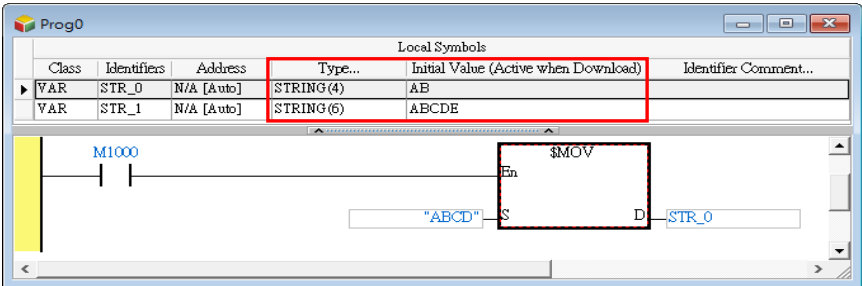 Prog0
Local Symbols
Class Identifiers Address Type... Initial Value (Active when Download) Identifier Comment...
VAR STR_0 N/A [Auto] STRING(4) AB
VAR STR_1 N/A [Auto] STRING(6) ABCDE
M1000 $MOV
En
"ABCD" S D STR_0